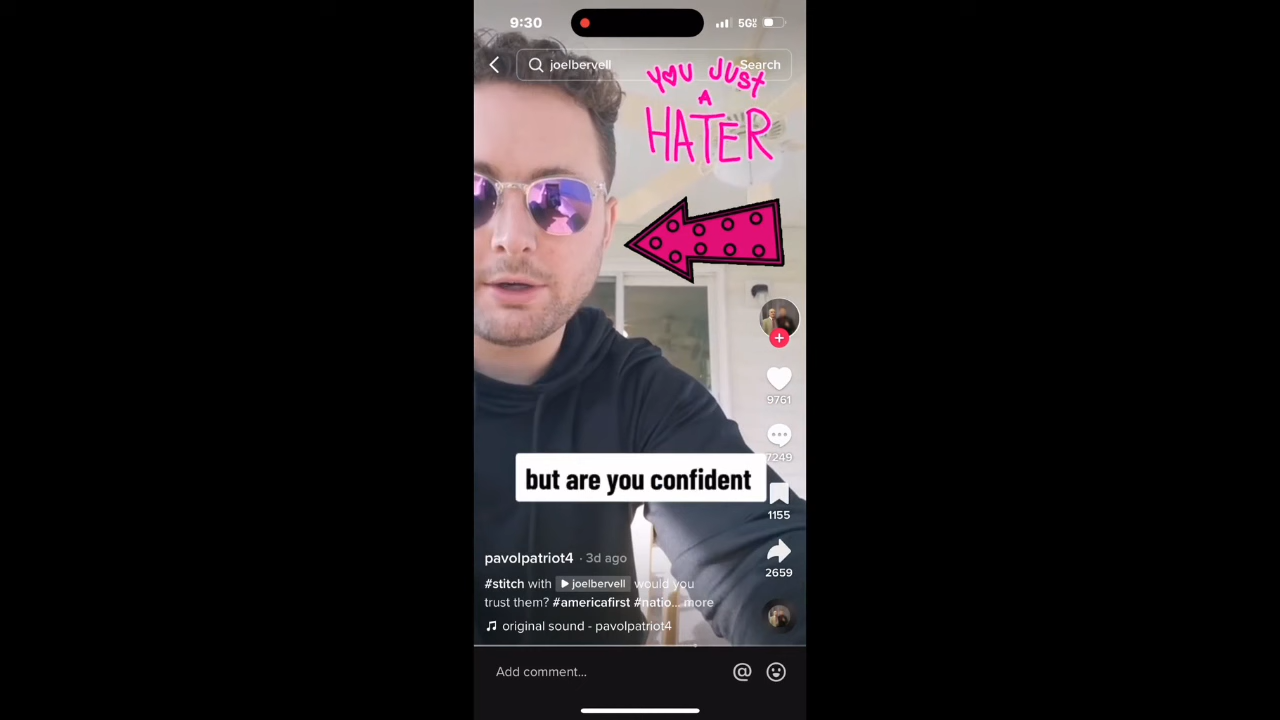 9:30
5G
joelbervell
Search
YOU JUST
A
HATER
9761
but are you confident
7249
1155
pavolpatriot4 · 3d ago
#stitch with joelbervell would you
2659
trust them? #americafirst #natio... more
original sound - pavolpatriot4
Add comment...
@